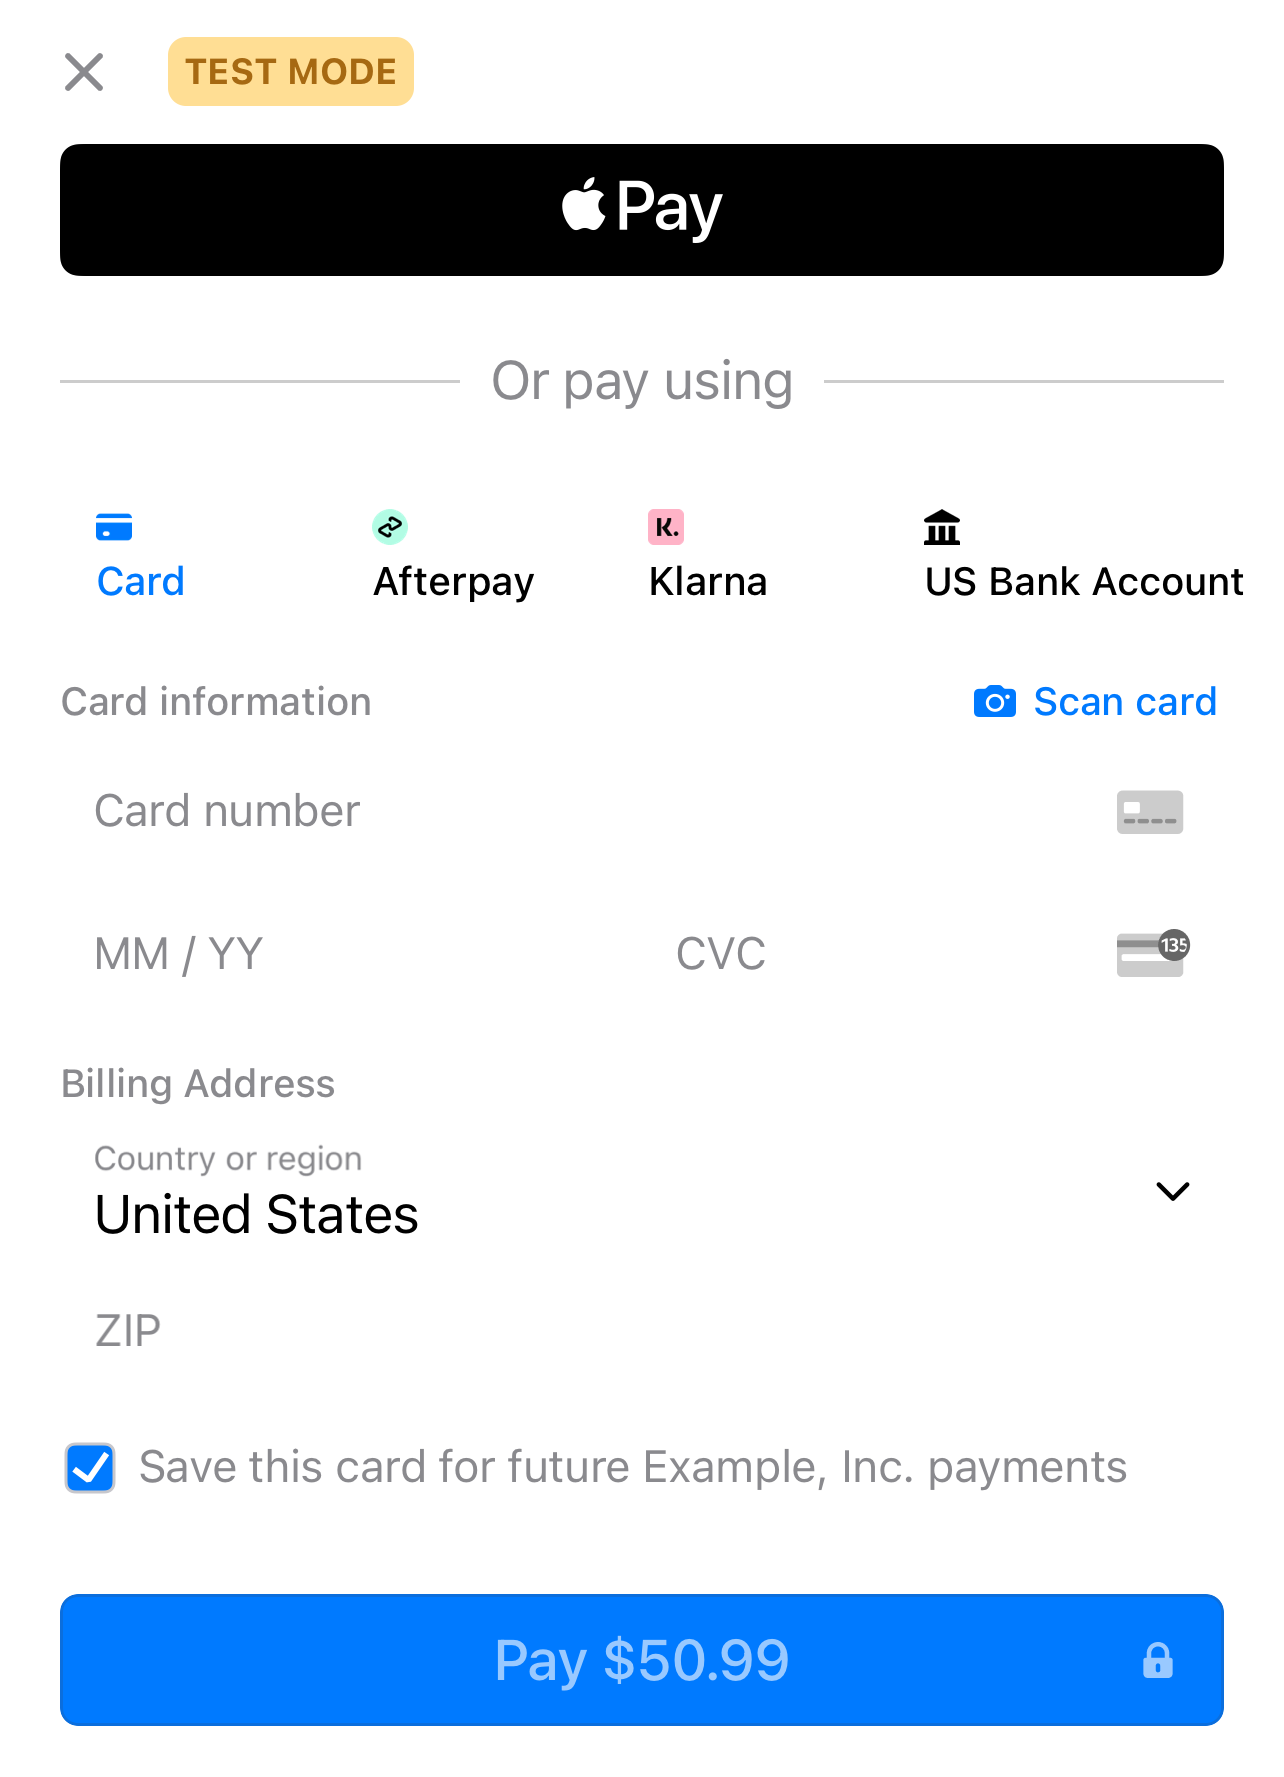 TEST MODE
Pay
Or pay using
K.
Card Afterpay Klarna US Bank Account
Card information Scan card
Card number
MM / YY CVC 135
Billing Address
Country or region
United States
ZIP
Save this card for future Example, Inc. payments
Pay $50.99